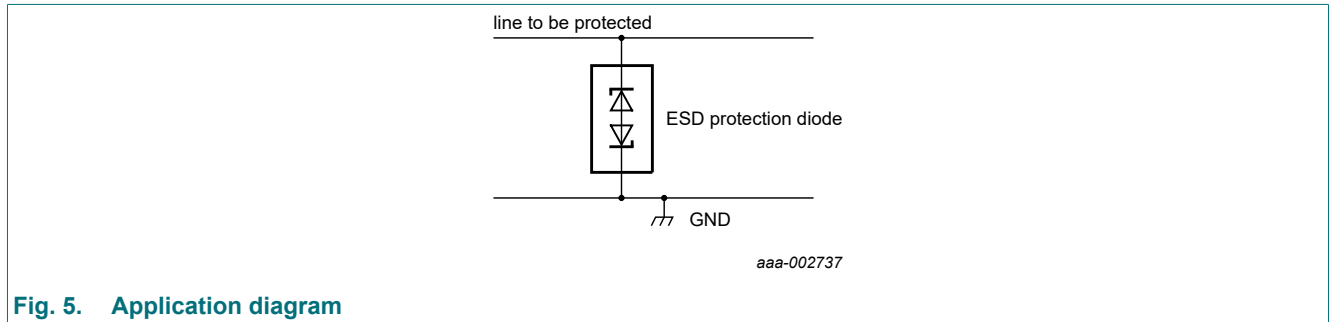 line to be protected
ESD protection diode
GND
aaa-002737
Fig. 5. Application diagram